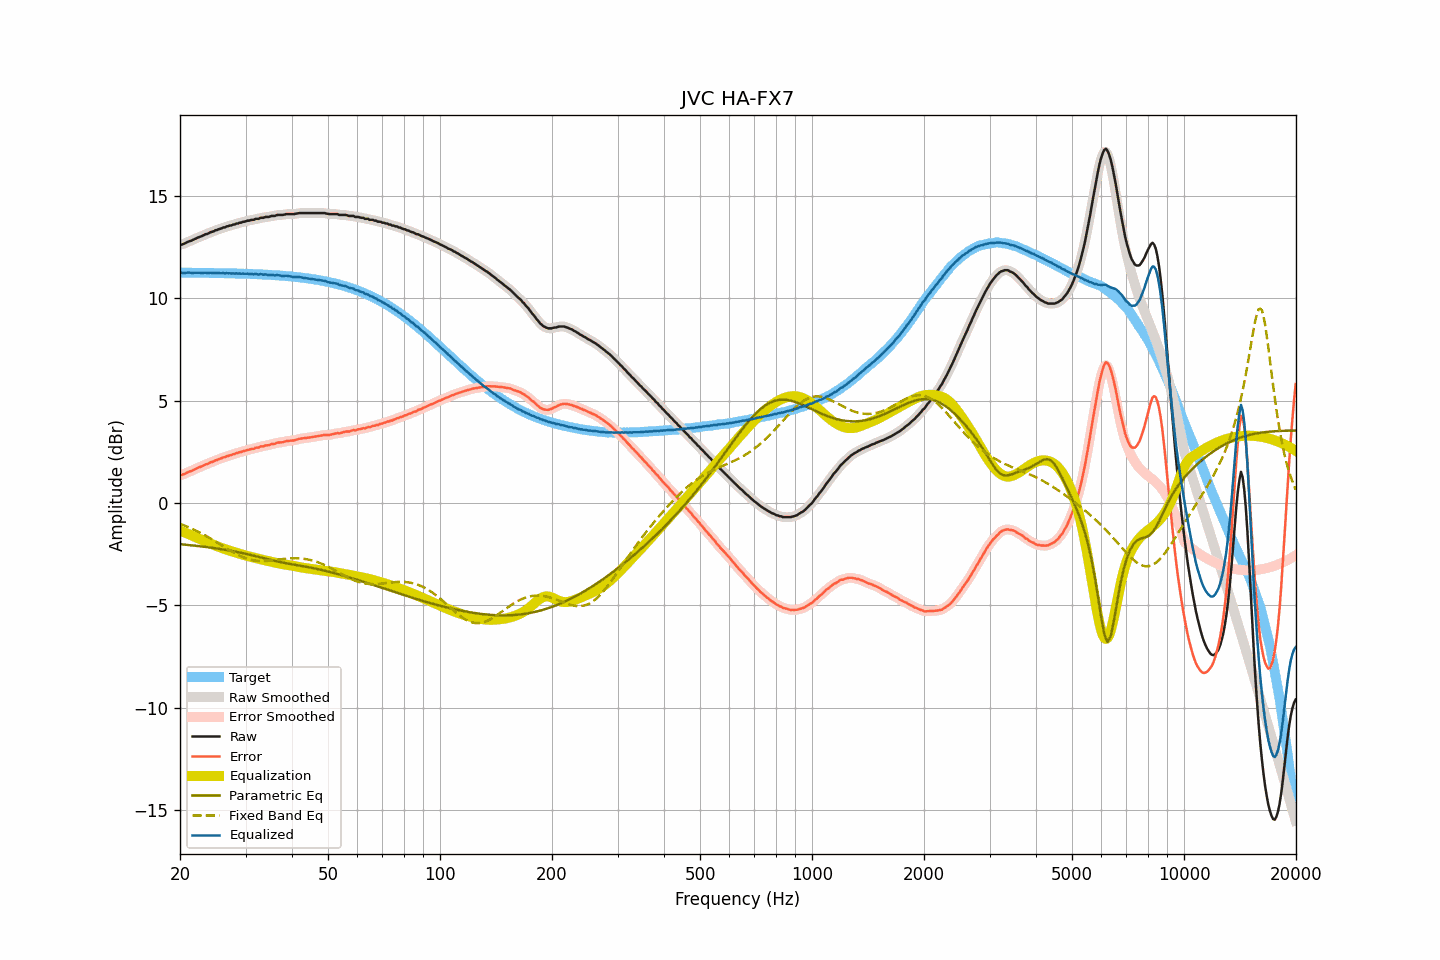 JVC HA-FX7
Amplitude (dBr)
15
10
5
0
−5
−10
−15
Target
Raw Smoothed
Error Smoothed
Raw
Error
Equalization
Parametric Eq
Fixed Band Eq
Equalized
20 50 100 200 500 1000 2000 5000 10000 20000
Frequency (Hz)